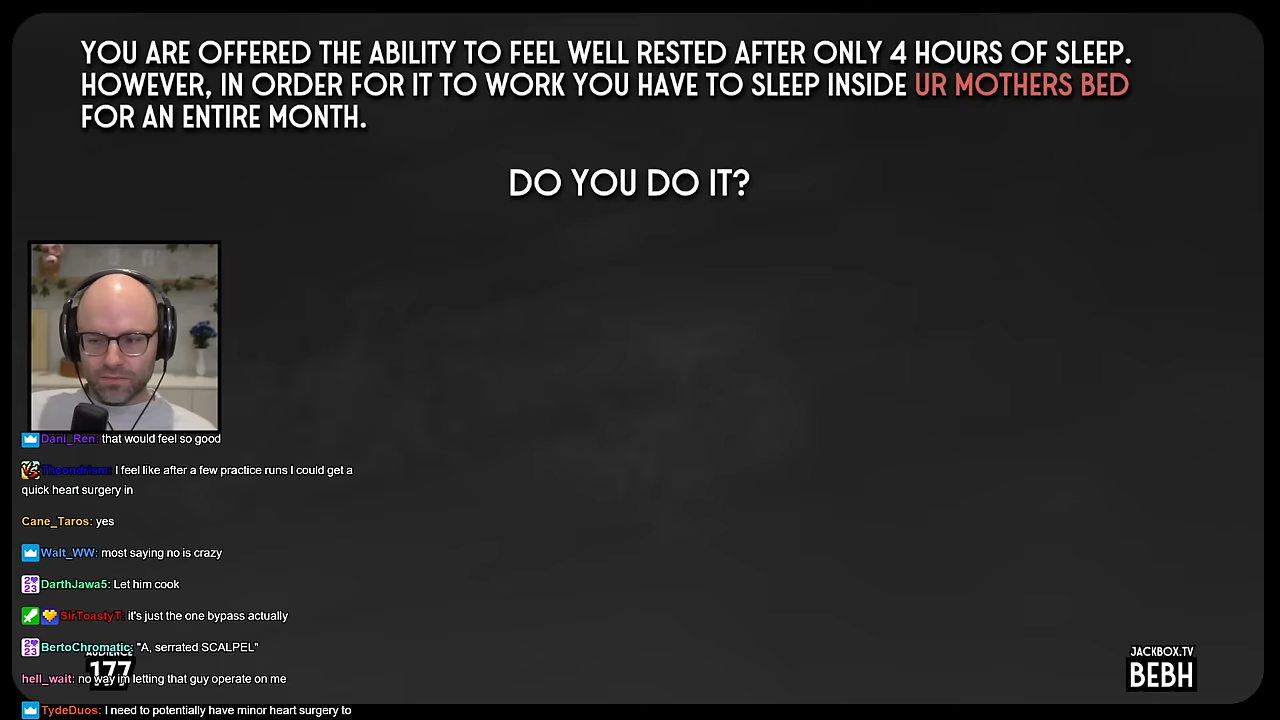 YOU ARE OFFERED THE ABILITY TO FEEL WELL RESTED AFTER ONLY 4 HOURS OF SLEEP.
HOWEVER, IN ORDER FOR IT TO WORK YOU HAVE TO SLEEP INSIDE UR MOTHERS BED
FOR AN ENTIRE MONTH.
DO YOU DO IT?
Dani_Ren: that would feel so good
Theondrism: I feel like after a few practice runs I could get a
quick heart surgery in
Cane_Taros: yes
Walt_WW: most saying no is crazy
DarthJawa5: Let him cook
SirToastyT: it's just the one bypass actually
BertoChromatic: "A, serrated SCALPEL"
AUDIENCE
177
hell_wait: no way im letting that guy operate on me
TydeDuos: I need to potentially have minor heart surgery to
JACKBOX.TV
BEBH